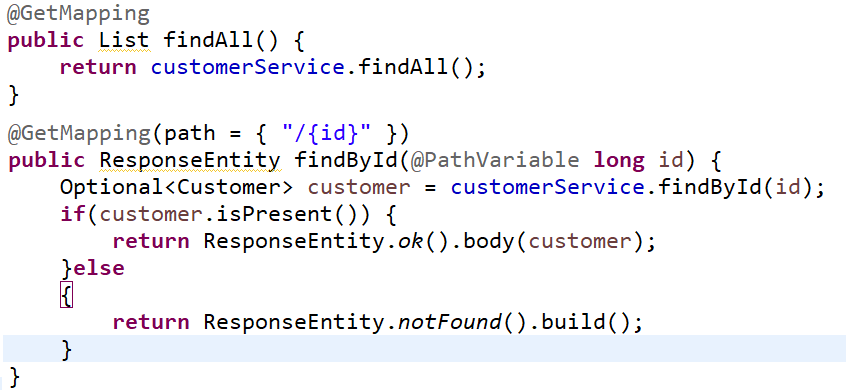 @GetMapping
public List findAll() {
    return customerService.findAll();
}
@GetMapping(path = { "/{id}" })
public ResponseEntity findById(@PathVariable long id) {
    Optional<Customer> customer = customerService.findById(id);
    if(customer.isPresent()) {
        return ResponseEntity.ok().body(customer);
    }else
    {
        return ResponseEntity.notFound().build();
    }
}